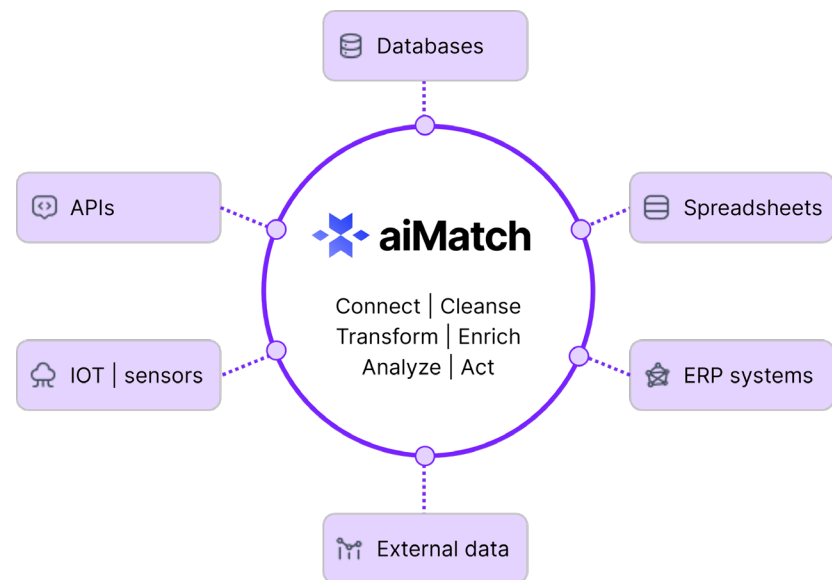 Databases
APIs
Spreadsheets
aiMatch
Connect | Cleanse
Transform | Enrich
Analyze | Act
IOT | sensors
ERP systems
External data